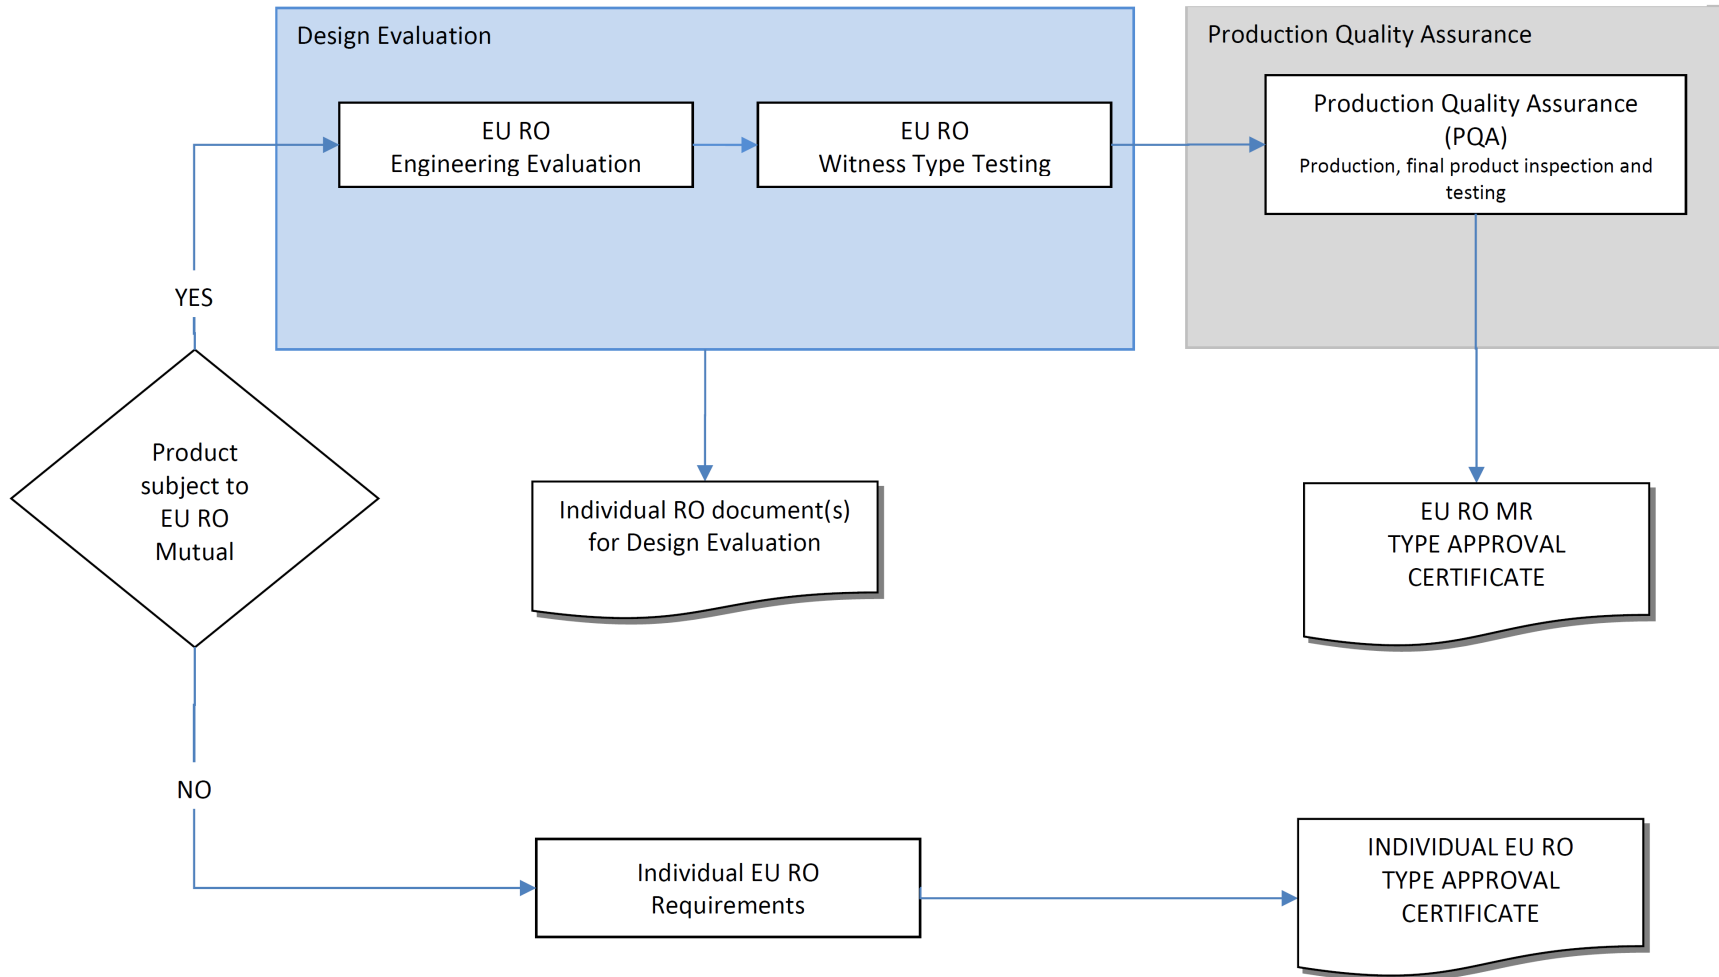 Design Evaluation
Production Quality Assurance
EU RO
Engineering Evaluation
EU RO
Witness Type Testing
Production Quality Assurance
(PQA)
Production, final product inspection and
testing
YES
Product
subject to
EU RO
Mutual
Individual RO document(s)
for Design Evaluation
EU RO MR
TYPE APPROVAL
CERTIFICATE
NO
Individual EU RO
Requirements
INDIVIDUAL EU RO
TYPE APPROVAL
CERTIFICATE